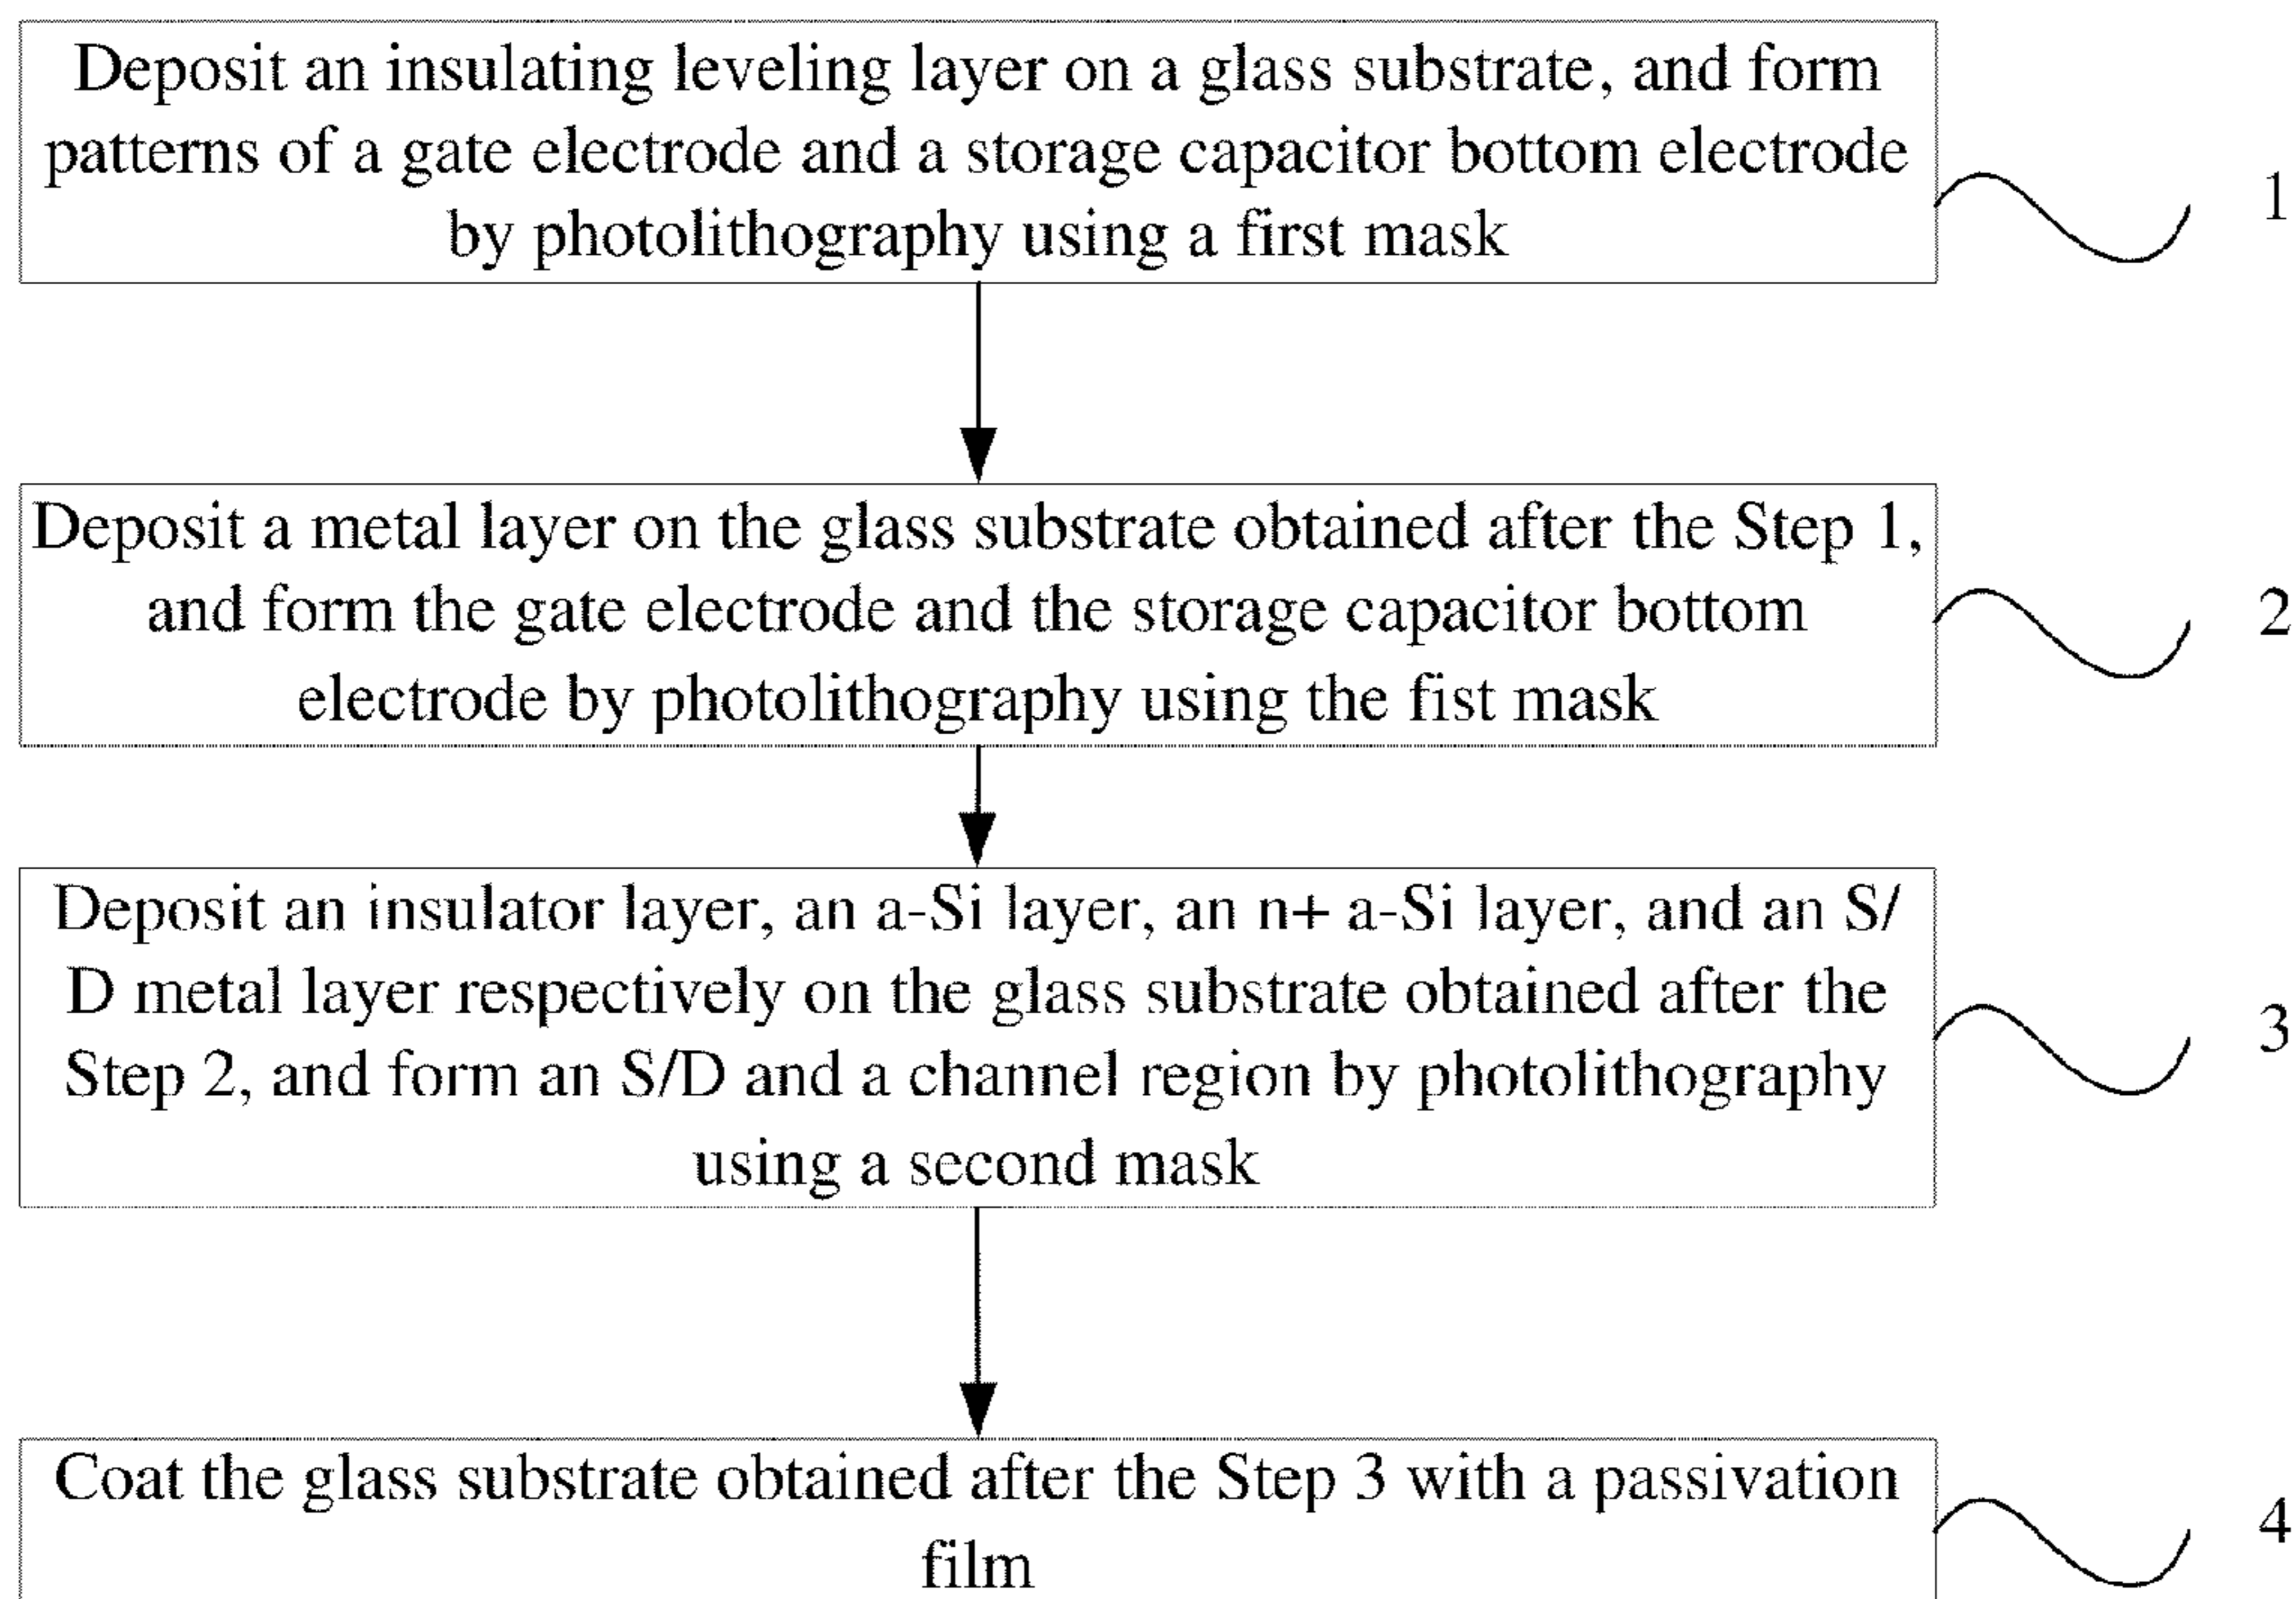 Deposit an insulating leveling layer on a glass substrate, and form
patterns of a gate electrode and a storage capacitor bottom electrode
by photolithography using a first mask
1
Deposit a metal layer on the glass substrate obtained after the Step 1,
and form the gate electrode and the storage capacitor bottom
electrode by photolithography using the fist mask
2
Deposit an insulator layer, an a-Si layer, an n+ a-Si layer, and an S/
D metal layer respectively on the glass substrate obtained after the
Step 2, and form an S/D and a channel region by photolithography
using a second mask
3
Coat the glass substrate obtained after the Step 3 with a passivation
film
4